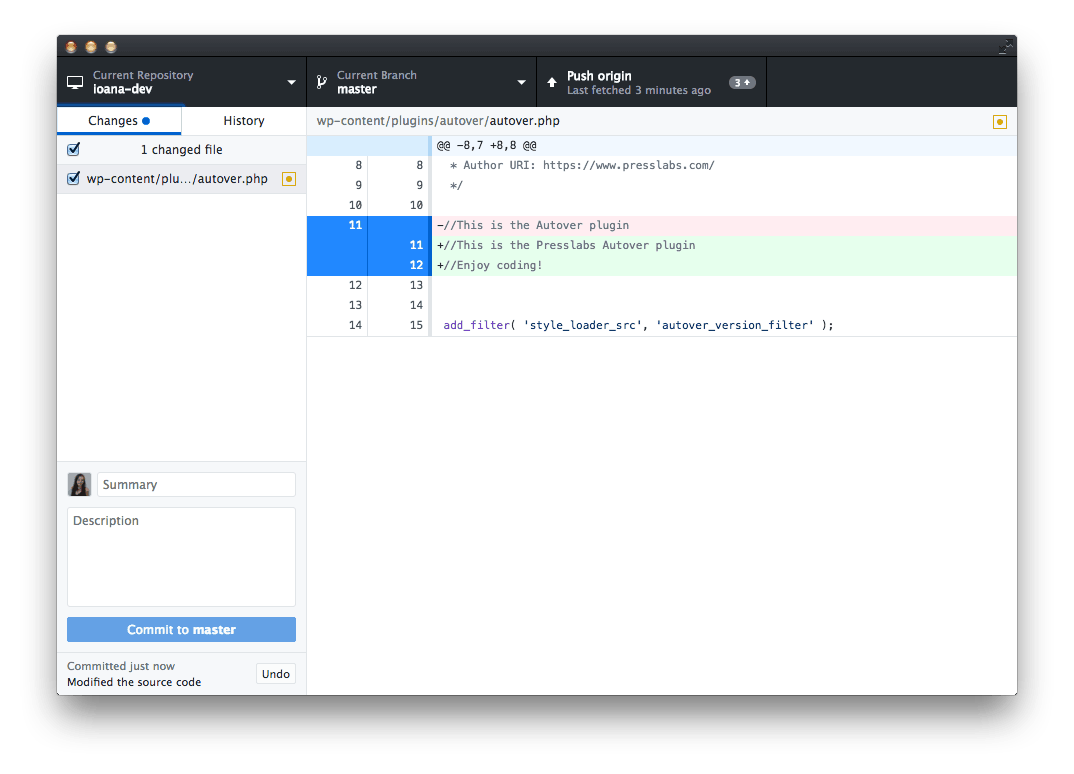 Current Repository
ioana-dev
Current Branch
master
Push origin
Last fetched 3 minutes ago
3
Changes
History
wp-content/plugins/autover/autover.php
1 changed file
wp-content/plu…/autover.php
@@ -8,7 +8,8 @@
8 8 * Author URI: https://www.presslabs.com/
9 9 */
10 10
11 -//This is the Autover plugin
11 +//This is the Presslabs Autover plugin
12 +//Enjoy coding!
12 13
13 14
14 15 add_filter( 'style_loader_src', 'autover_version_filter' );
Summary
Description
Commit to master
Committed just now
Modified the source code
Undo